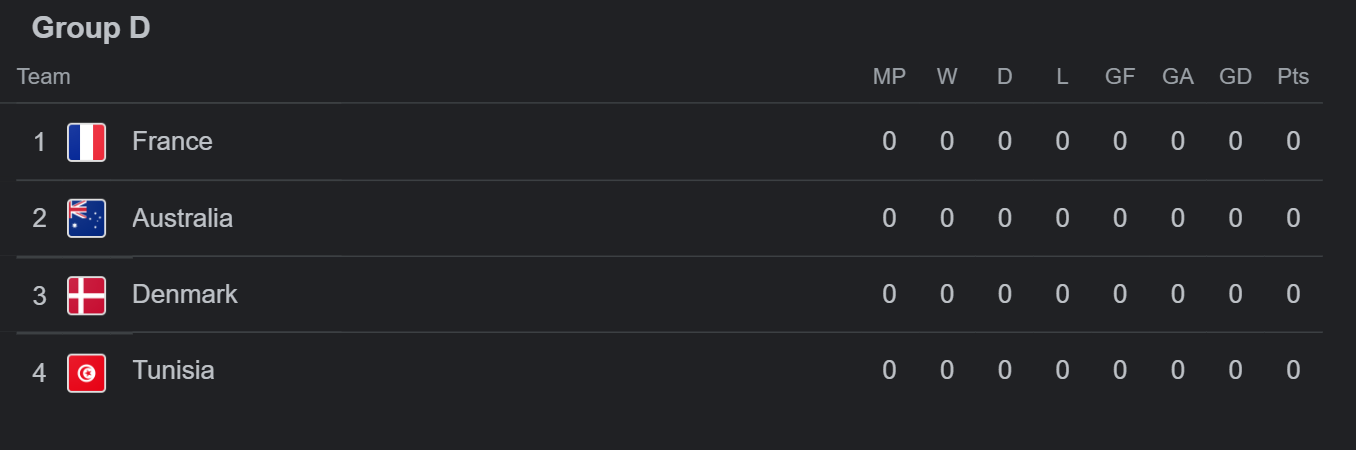 Group D
Team MP W D L GF GA GD Pts
1 France 0 0 0 0 0 0 0 0
2 Australia 0 0 0 0 0 0 0 0
3 Denmark 0 0 0 0 0 0 0 0
4 Tunisia 0 0 0 0 0 0 0 0